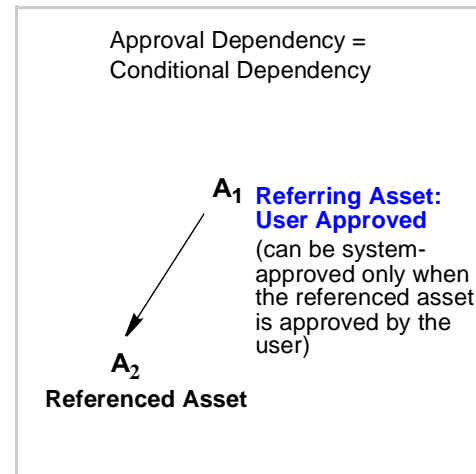 Approval Dependency =
Conditional Dependency
A1 Referring Asset:
User Approved
(can be system-
approved only when
the referenced asset
is approved by the
user)
A2
Referenced Asset